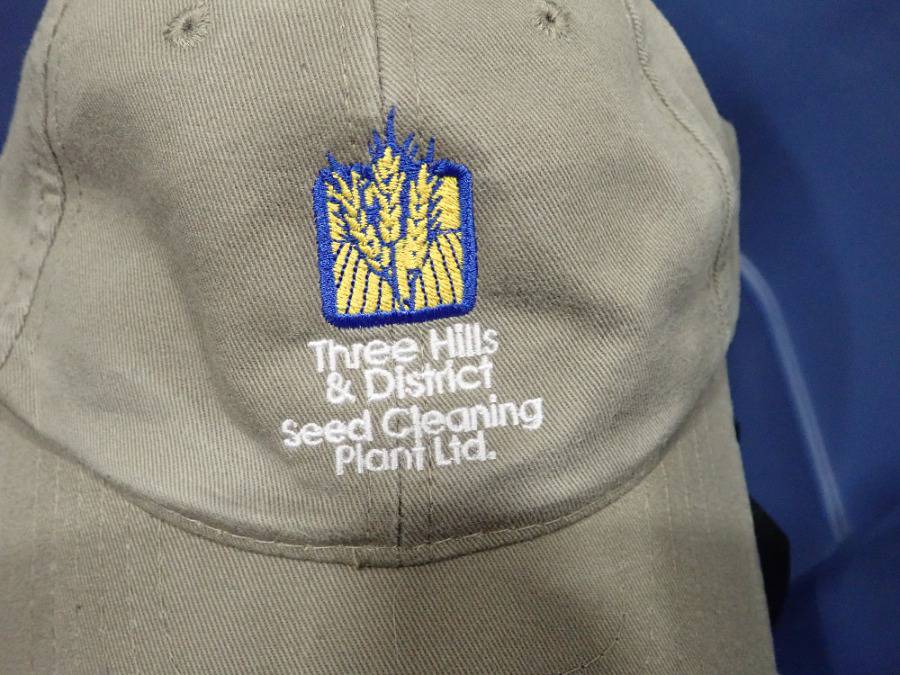 Three Hills
& District
Seed Cleaning
Plant Ltd.